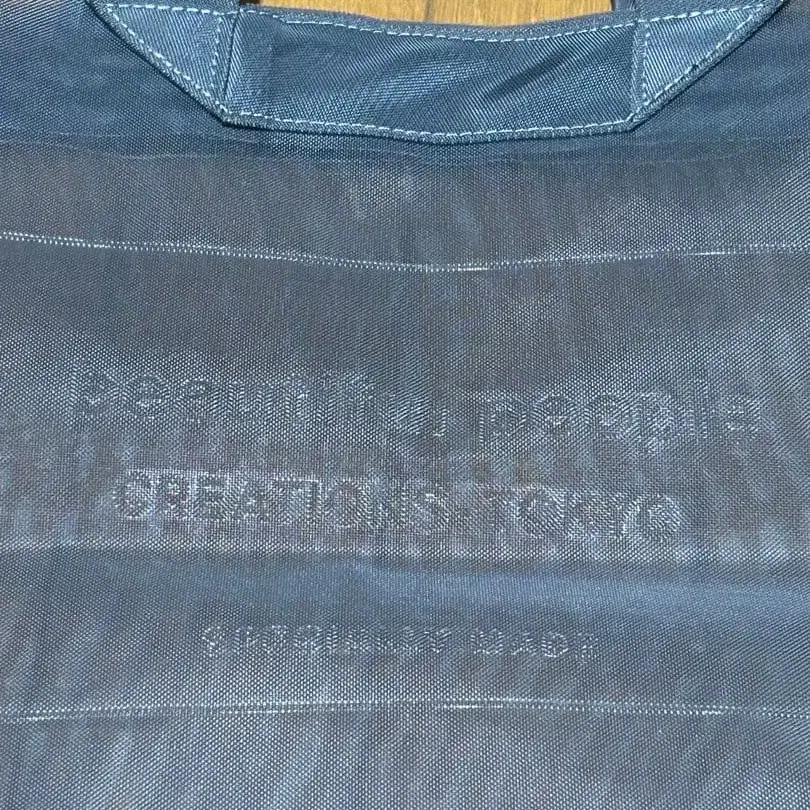 beautiful people
CREATIONS TOKYO
SPECIALLY MADE